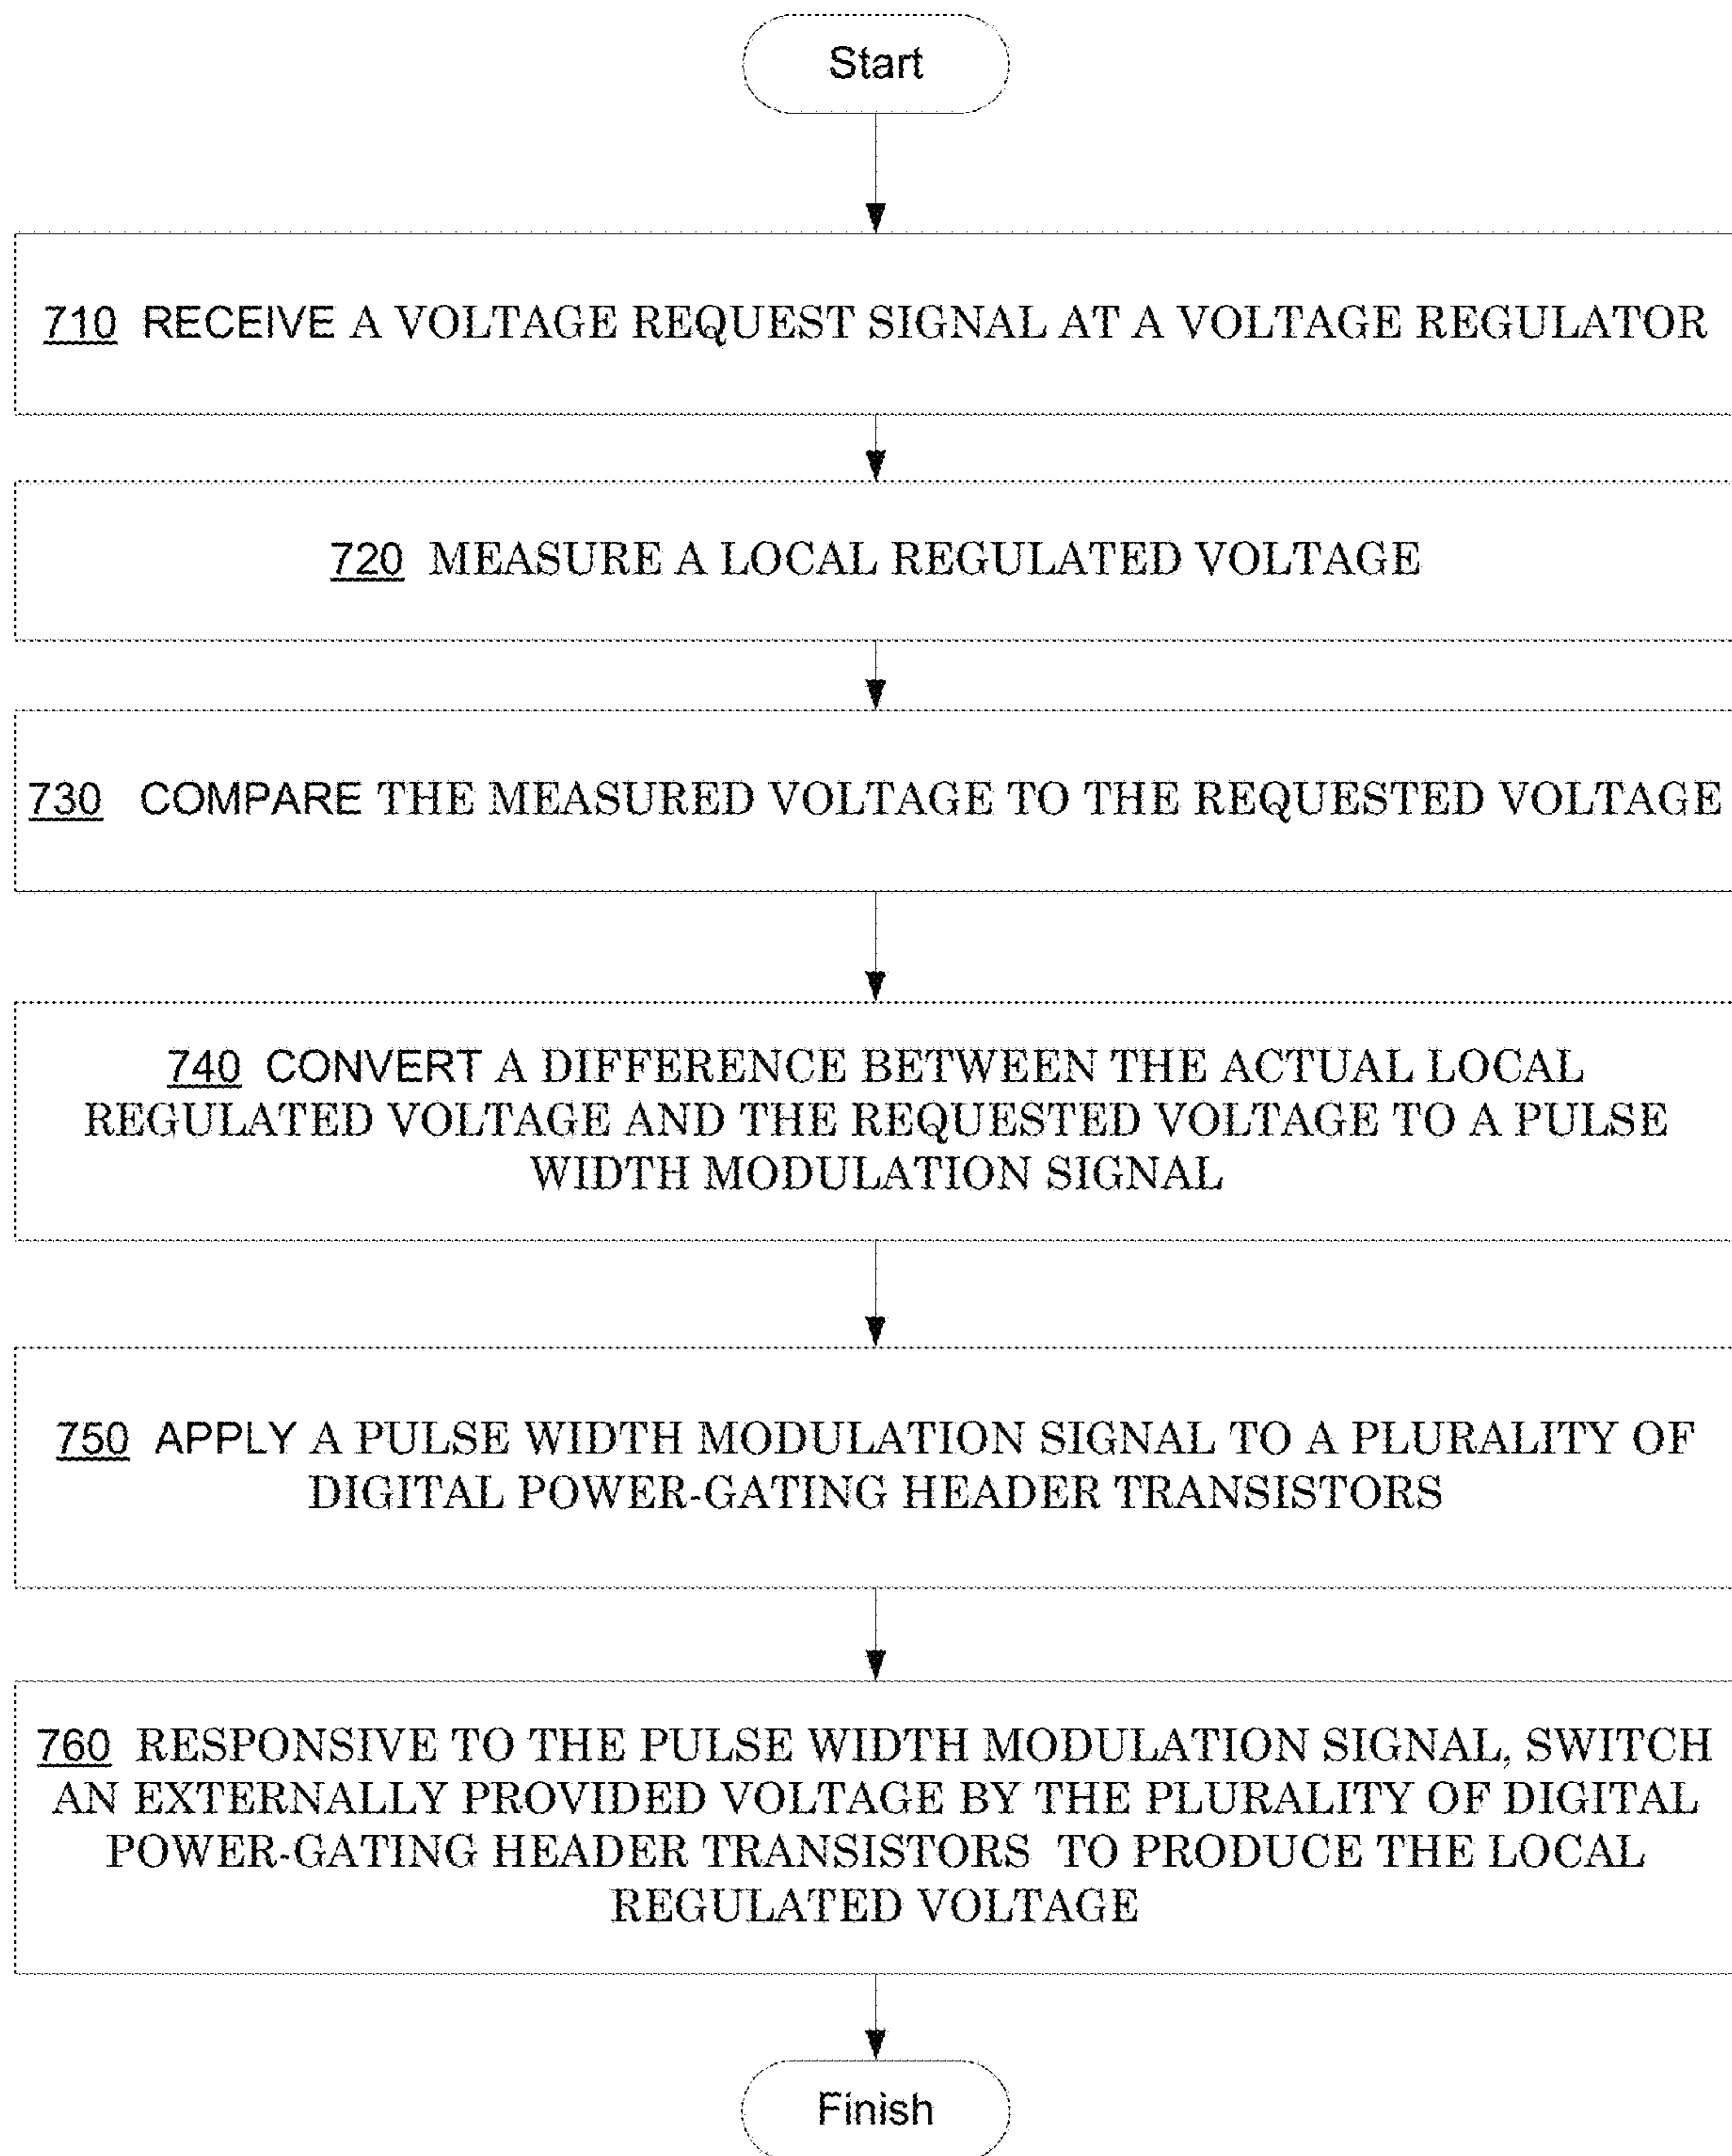 Start
710 RECEIVE A VOLTAGE REQUEST SIGNAL AT A VOLTAGE REGULATOR
720 MEASURE A LOCAL REGULATED VOLTAGE
730 COMPARE THE MEASURED VOLTAGE TO THE REQUESTED VOLTAGE
740 CONVERT A DIFFERENCE BETWEEN THE ACTUAL LOCAL
REGULATED VOLTAGE AND THE REQUESTED VOLTAGE TO A PULSE
WIDTH MODULATION SIGNAL
750 APPLY A PULSE WIDTH MODULATION SIGNAL TO A PLURALITY OF
DIGITAL POWER-GATING HEADER TRANSISTORS
760 RESPONSIVE TO THE PULSE WIDTH MODULATION SIGNAL, SWITCH
AN EXTERNALLY PROVIDED VOLTAGE BY THE PLURALITY OF DIGITAL
POWER-GATING HEADER TRANSISTORS TO PRODUCE THE LOCAL
REGULATED VOLTAGE
Finish